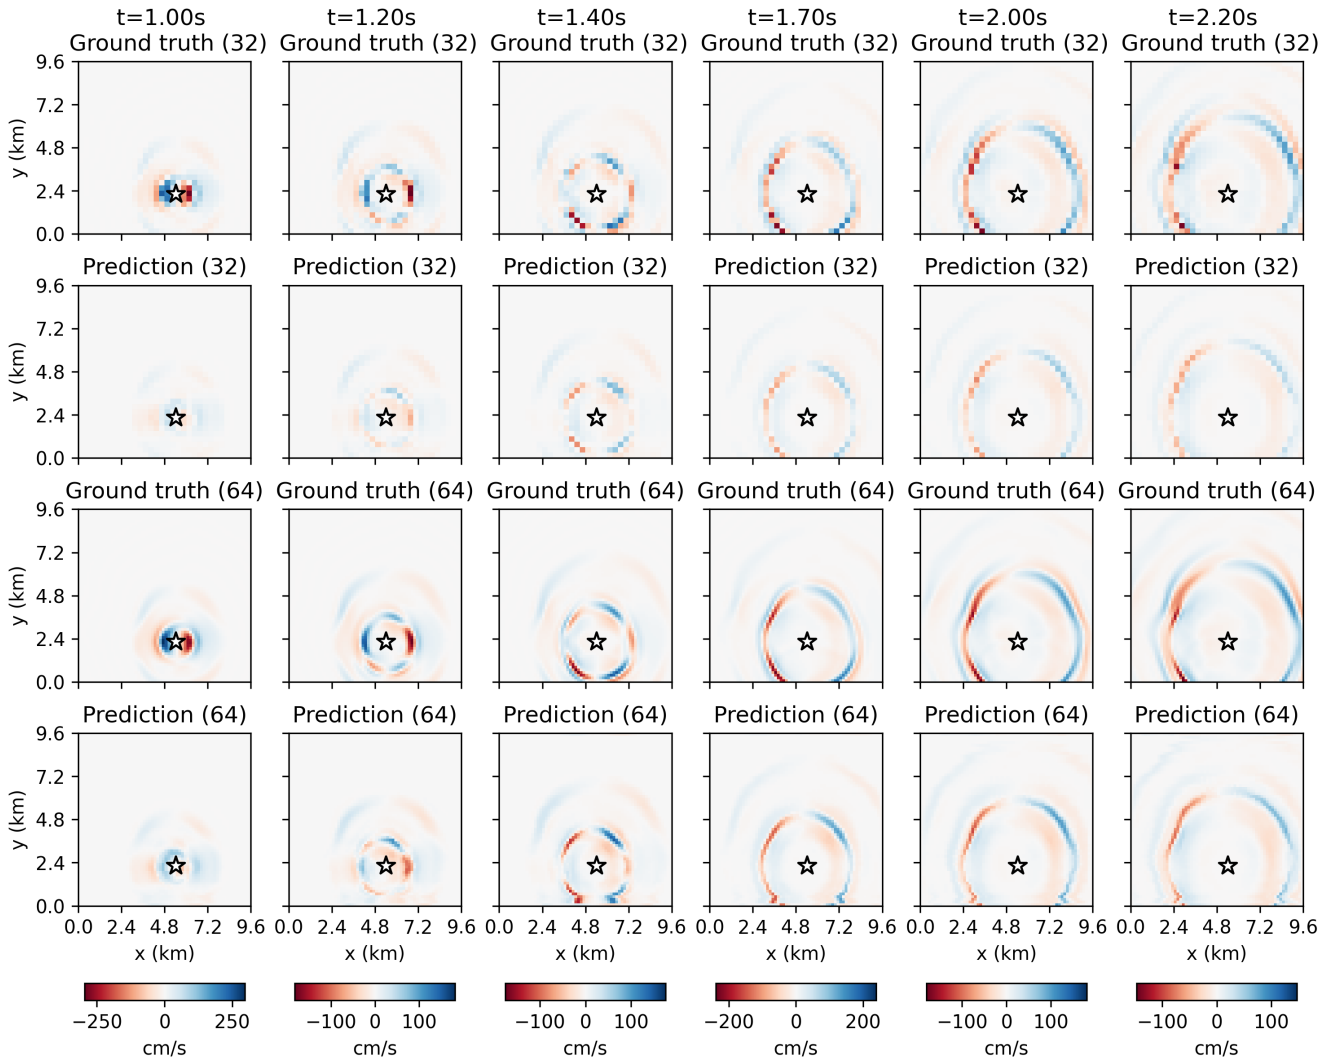 t=1.00s t=1.20s t=1.40s t=1.70s t=2.00s t=2.20s
Ground truth (32) Ground truth (32) Ground truth (32) Ground truth (32) Ground truth (32) Ground truth (32)
9.6
7.2
4.8
2.4
0.0
y (km)
Prediction (32) Prediction (32) Prediction (32) Prediction (32) Prediction (32) Prediction (32)
9.6
7.2
4.8
2.4
0.0
y (km)
Ground truth (64) Ground truth (64) Ground truth (64) Ground truth (64) Ground truth (64) Ground truth (64)
9.6
7.2
4.8
2.4
0.0
y (km)
Prediction (64) Prediction (64) Prediction (64) Prediction (64) Prediction (64) Prediction (64)
9.6
7.2
4.8
2.4
0.0
y (km)
0.0 2.4 4.8 7.2 9.6 0.0 2.4 4.8 7.2 9.6 0.0 2.4 4.8 7.2 9.6 0.0 2.4 4.8 7.2 9.6 0.0 2.4 4.8 7.2 9.6 0.0 2.4 4.8 7.2 9.6
x (km) x (km) x (km) x (km) x (km) x (km)
−250 0 250 −100 0 100 −100 0 100 −200 0 200 −100 0 100 −100 0 100
cm/s cm/s cm/s cm/s cm/s cm/s